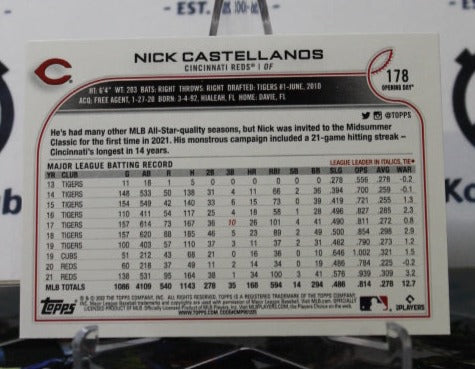 EST.
NICK CASTELLANOS
CINCINNATI REDS | OF
178
OPENING DAY
HT: 6'4" WT: 203 BATS: RIGHT THROWS: RIGHT DRAFTED: TIGERS #1-JUNE, 2010
ACQ: FREE AGENT, 1-27-20 BORN: 3-4-92, HIALEAH, FL HOME: DAVIE, FL
@TOPPS
He's had many other MLB All-Star-quality seasons, but Nick was invited to the Midsummer
Classic for the first time in 2021. His monstrous campaign included a 21-game hitting streak –
Cincinnati's longest in 14 years.
MAJOR LEAGUE BATTING RECORD LEAGUE LEADER IN ITALICS, TIE
YR CLUB G AB R H 2B 3B HR RBI SB BB SLG OPS AVG WAR
13 TIGERS 11 18 1 5 0 0 0 0 0 0 .278 .556 .278 -0.2
14 TIGERS 148 533 50 138 31 4 11 66 2 36 .394 .700 .259 -0.1
15 TIGERS 154 549 42 140 33 6 15 73 0 39 .419 .721 .255 1.3
16 TIGERS 110 411 54 117 25 4 18 58 1 28 .496 .827 .285 2.3
17 TIGERS 157 614 73 167 36 10 26 101 4 41 .490 .811 .272 0.8
18 TIGERS 157 620 88 185 46 5 23 89 2 49 .500 .854 .298 2.9
19 TIGERS 100 403 57 110 37 3 11 37 2 31 .462 .790 .273
19 CUBS 51 212 43 68 21 0 16 36 0 10 .646 1.002 .321 1.5
20 REDS 60 218 37 49 11 2 14 34 0 19 .486 .784 .225 -0.2
21 REDS 138 531 95 164 38 1 34 100 3 41
MLB TOTALS 1086 4109 540 1143 278 35 168 594 14 294 .486 .814 .278 12.7
Topps
MLB
PLAYERS